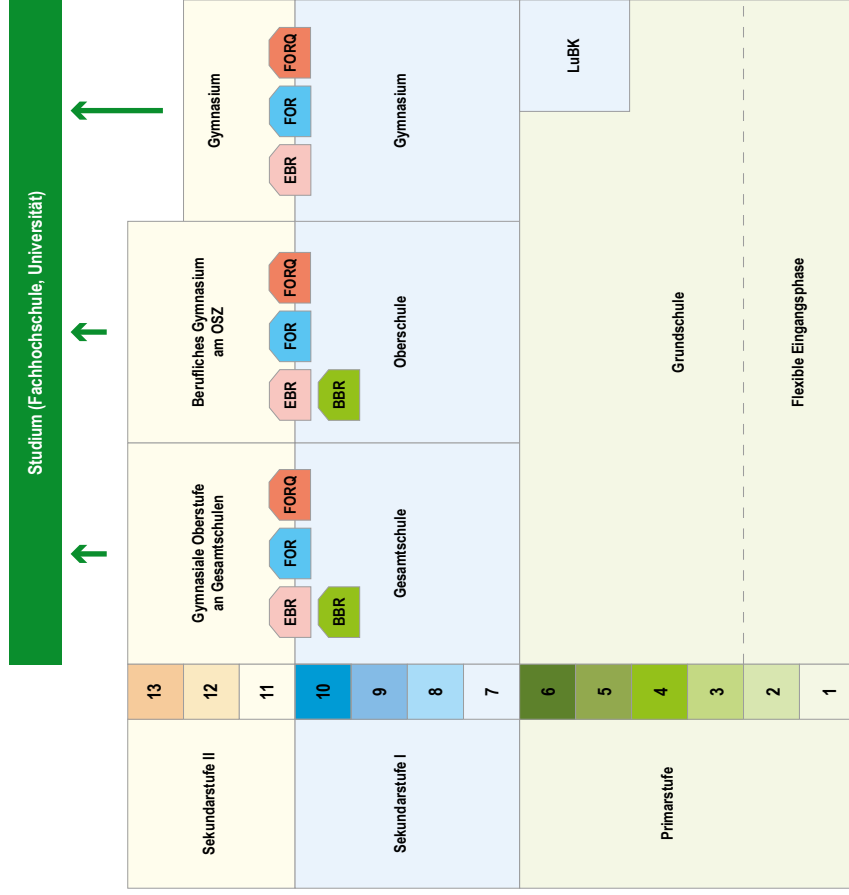 Studium (Fachhochschule, Universität)
Sekundarstufe II
13
12
11
Gymnasiale Oberstufe
an Gesamtschulen
Berufliches Gymnasium
am OSZ
Gymnasium
EBR
FOR
FORQ
EBR
FOR
FORQ
EBR
FOR
FORQ
BBR
BBR
Sekundarstufe I
10
9
8
7
Gesamtschule
Oberschule
Gymnasium
Primarstufe
6
5
4
3
2
1
LuBK
Grundschule
Flexible Eingangsphase